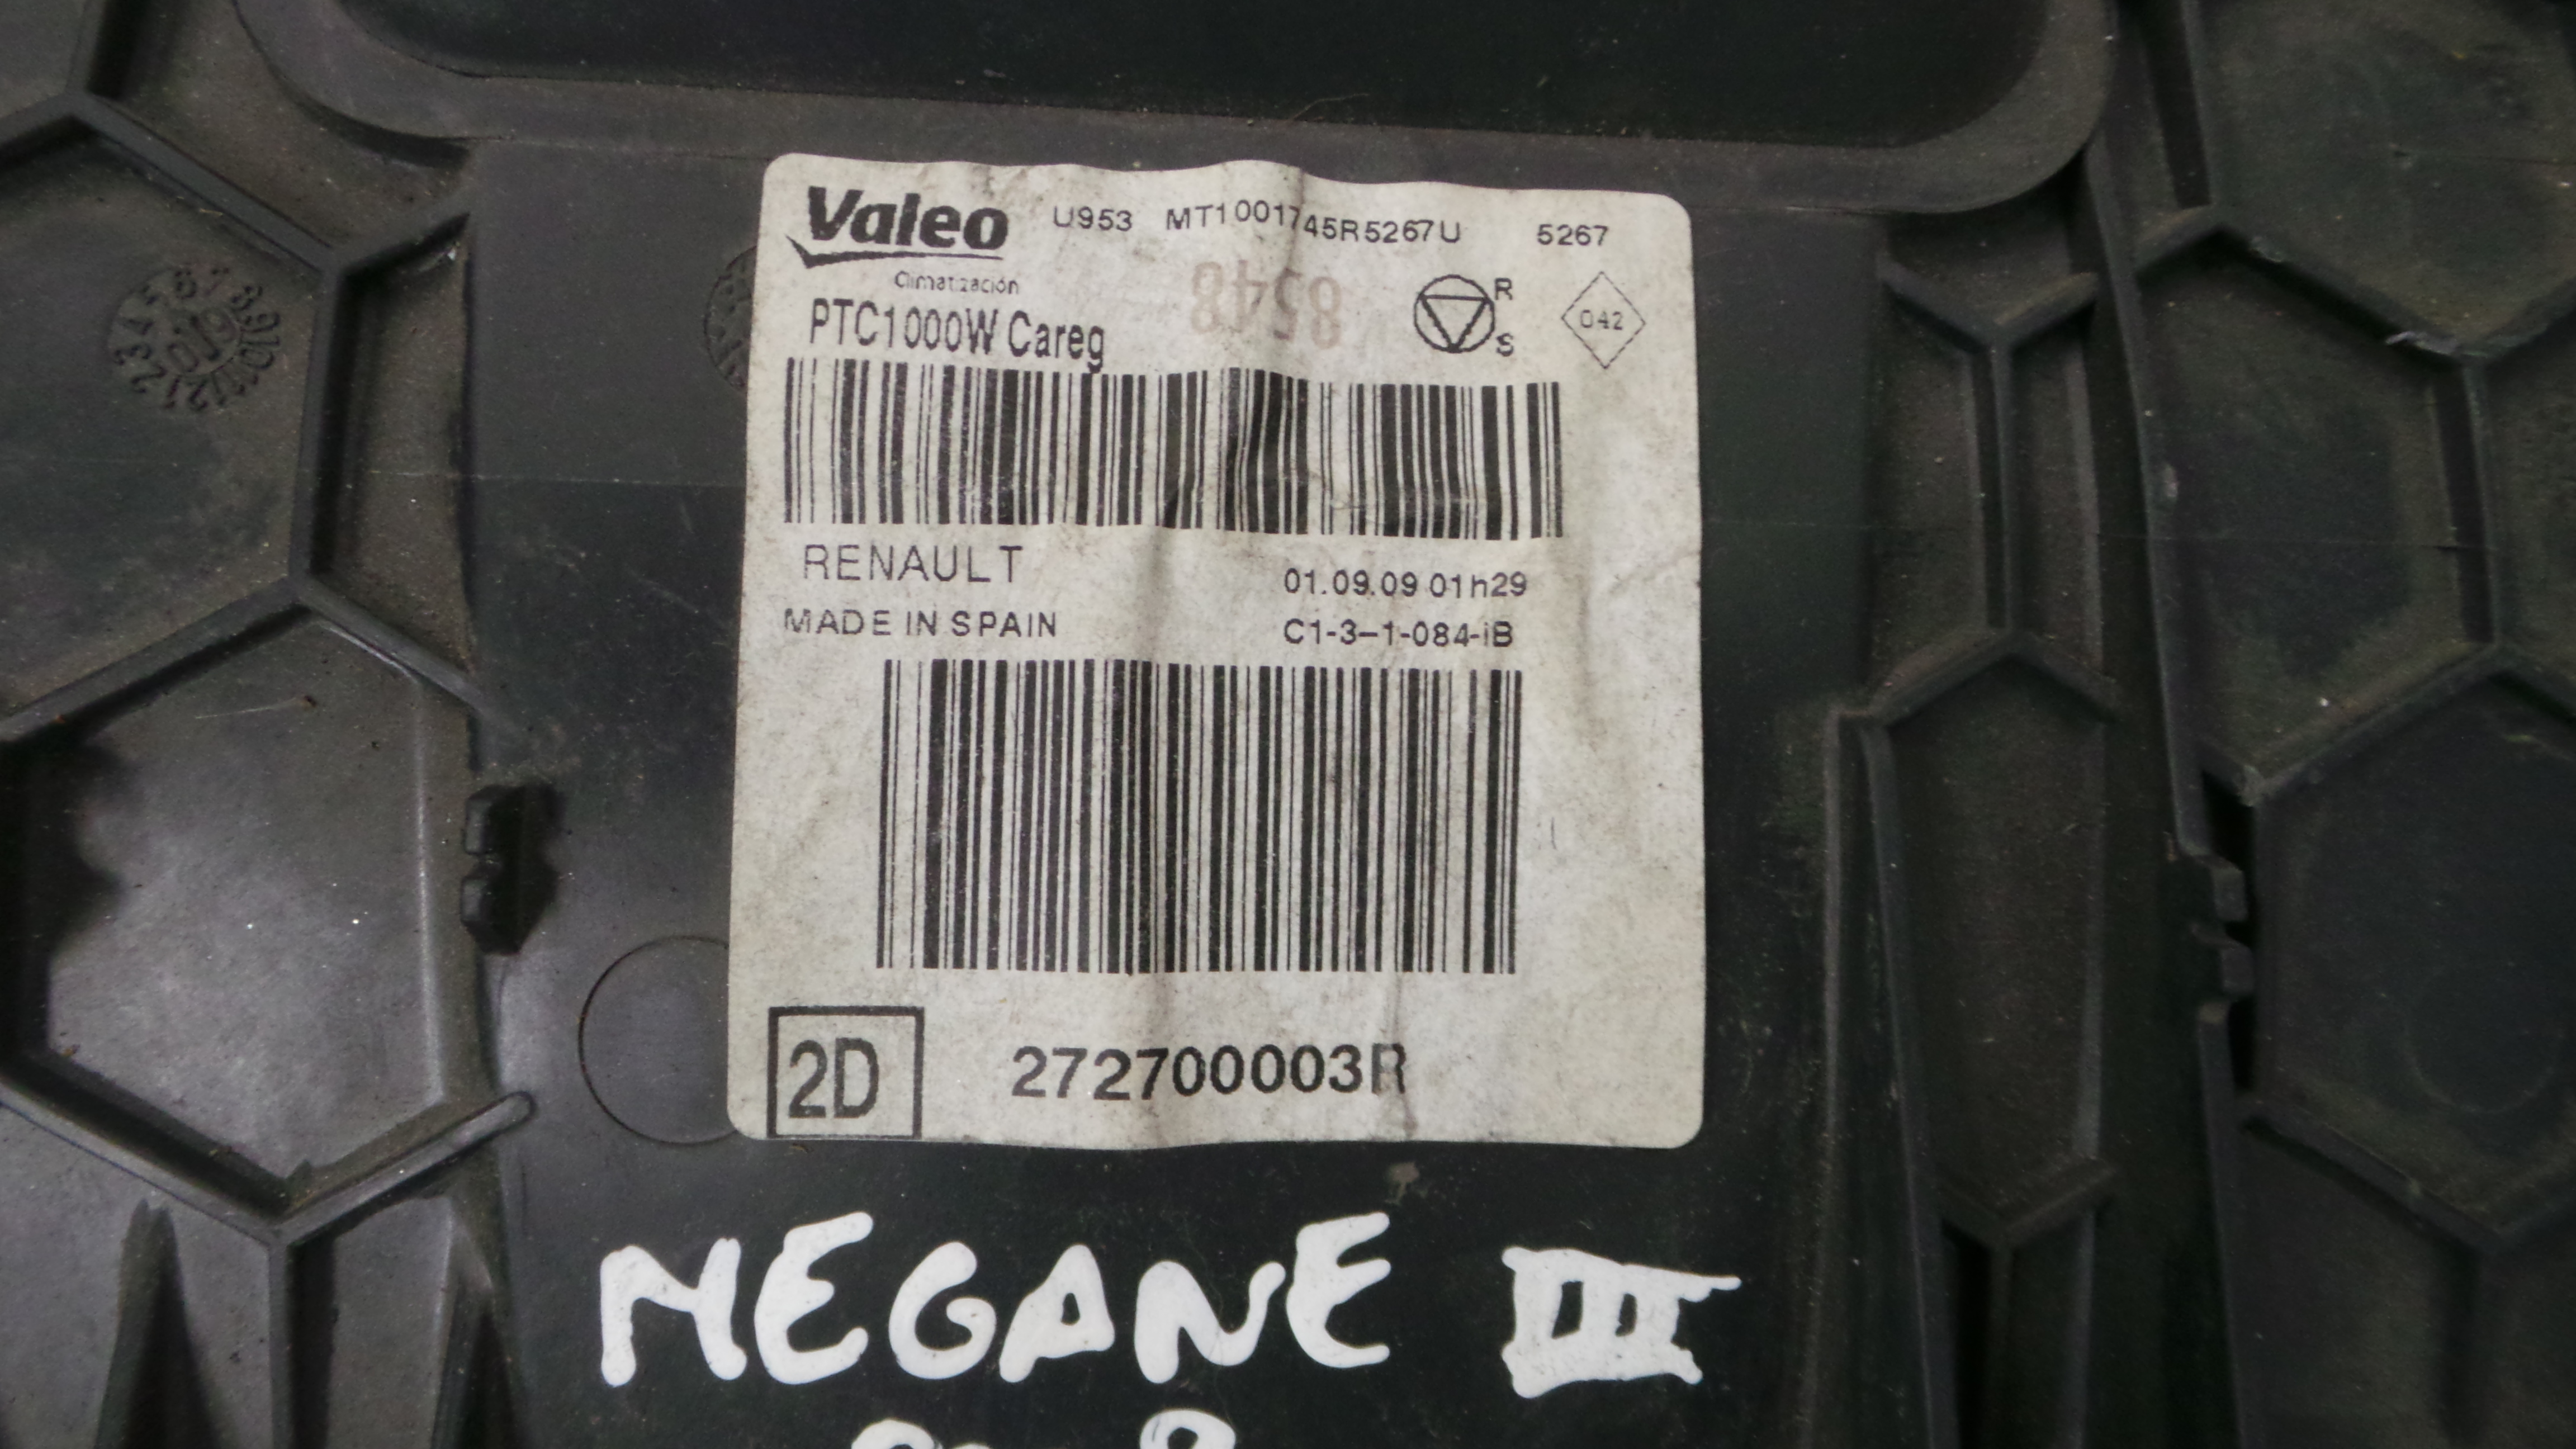 Valeo U953 MT1001745R5267U 5267
Climatización
8548
PTC1000W Careg
R
S
042
RENAULT
01.09.09 01h29
MADE IN SPAIN
C1-3-1-084-iB
2D
272700003R
MEGANE III